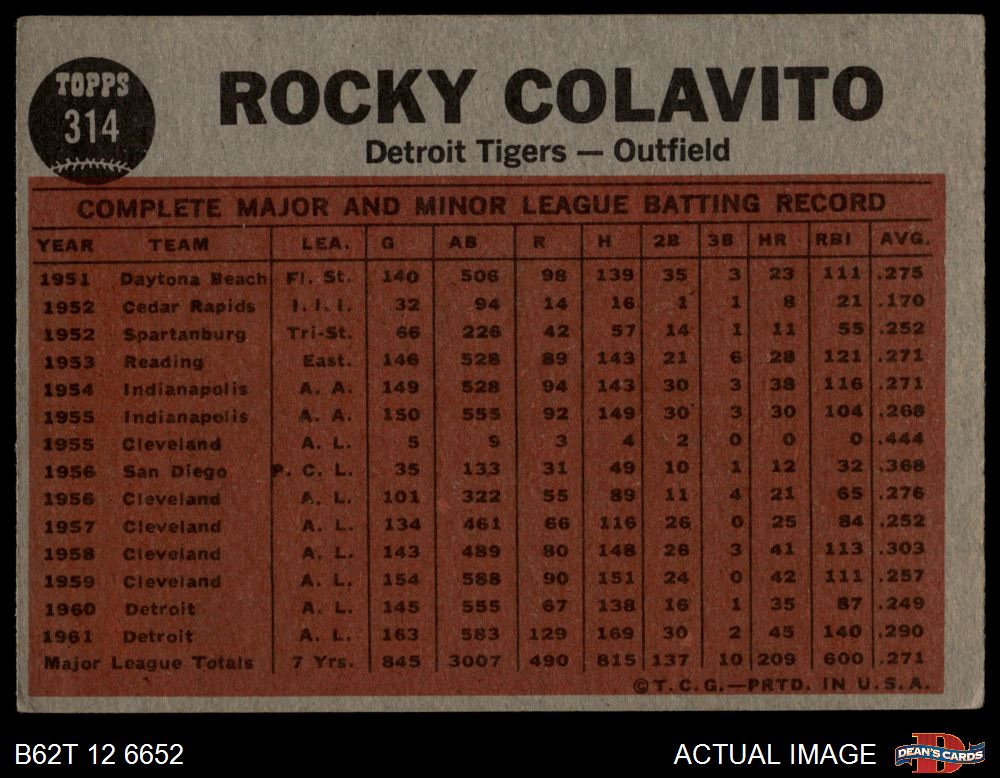 TOPPS
314
ROCKY COLAVITO
Detroit Tigers — Outfield
COMPLETE MAJOR AND MINOR LEAGUE BATTING RECORD
YEAR TEAM LEA. G AB R H 2B 3B HR RBI AVG.
1951 Daytona Beach Fl. St. 140 506 98 139 35 3 23 111 .275
1952 Cedar Rapids I. I. I. 32 94 14 16 1 1 8 21 .170
1952 Spartanburg Tri-St. 66 226 42 57 14 1 11 55 .252
1953 Reading East. 146 528 89 143 21 6 28 121 .271
1954 Indianapolis A. A. 149 528 94 143 30 3 38 116 .271
1955 Indianapolis A. A. 150 555 92 149 30 3 30 104 .268
1955 Cleveland A. L. 5 9 3 4 2 0 0 0 .444
1956 San Diego P. C. L. 35 133 31 49 10 1 12 32 .368
1956 Cleveland A. L. 101 322 55 89 11 4 21 65 .276
1957 Cleveland A. L. 134 461 66 116 26 0 25 84 .252
1958 Cleveland A. L. 143 489 80 148 26 3 41 113 .303
1959 Cleveland A. L. 154 588 90 151 24 0 42 111 .257
1960 Detroit A. L. 145 555 67 138 16 1 35 87 .249
1961 Detroit A. L. 163 583 129 169 30 2 45 140 .290
Major League Totals 7 Yrs. 845 3007 490 815 137 10 209 600 .271
©T.C.G.—PRTD. IN U.S.A.
B62T 12 6652 ACTUAL IMAGE DEAN'S CARDS